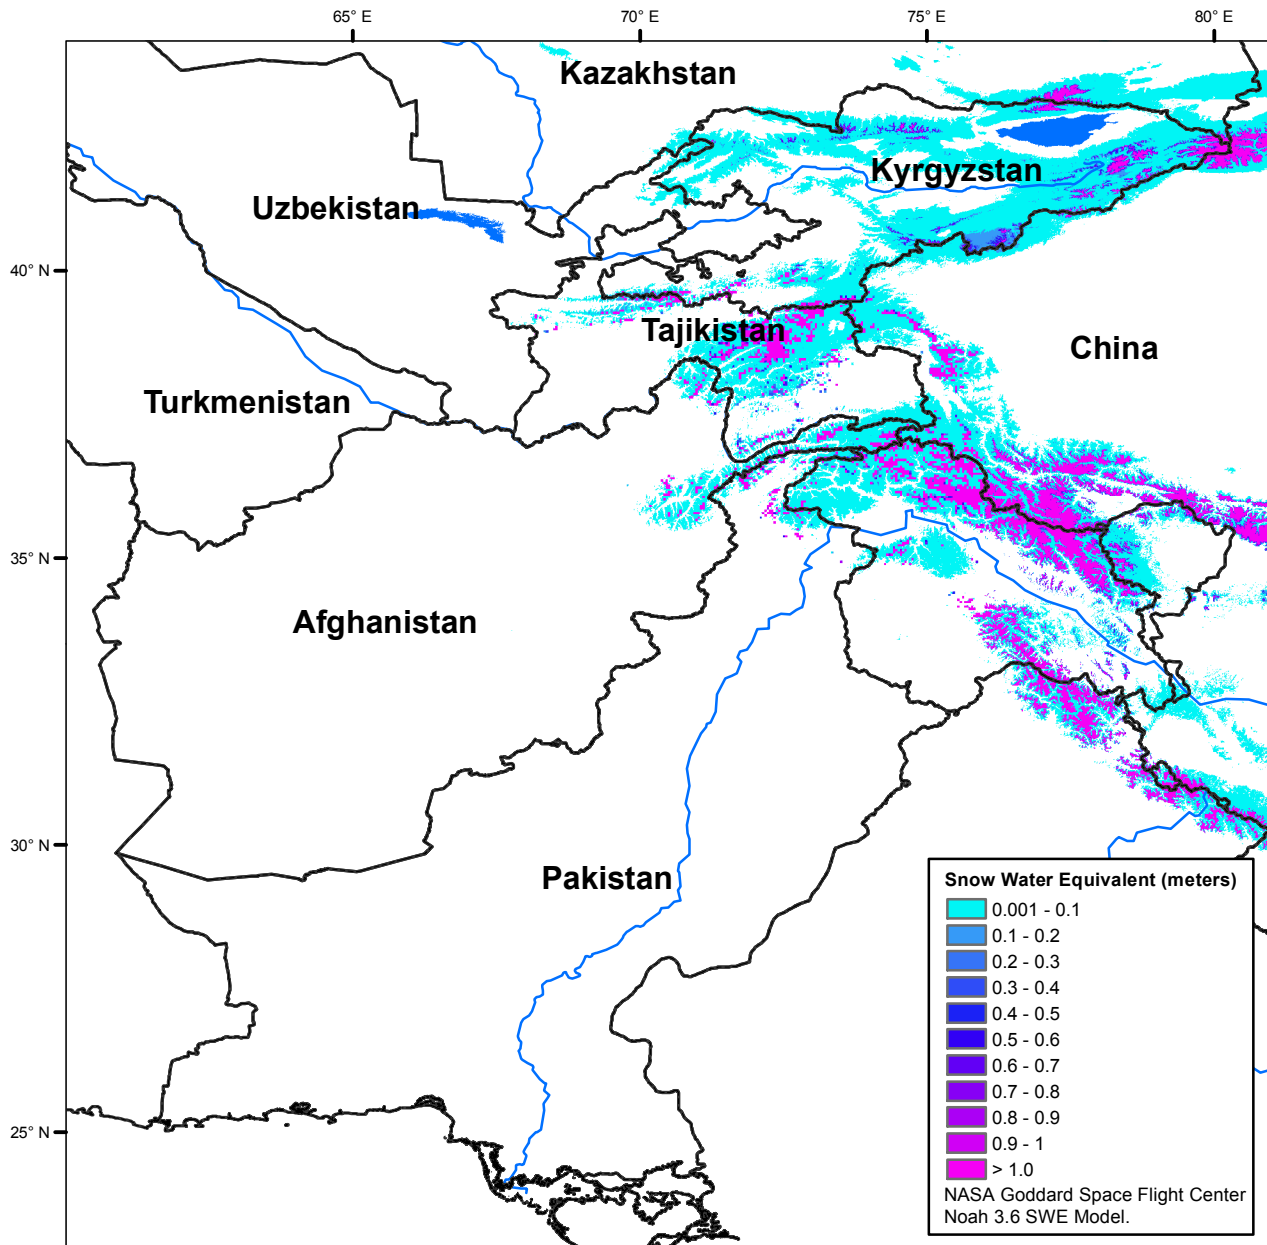 65° E
70° E
75° E
80° E
Kazakhstan
Kyrgyzstan
Uzbekistan
40° N
Tajikistan
China
Turkmenistan
35° N
Afghanistan
30° N
Pakistan
25° N
Snow Water Equivalent (meters)
0.001 - 0.1
0.1 - 0.2
0.2 - 0.3
0.3 - 0.4
0.4 - 0.5
0.5 - 0.6
0.6 - 0.7
0.7 - 0.8
0.8 - 0.9
0.9 - 1
> 1.0
NASA Goddard Space Flight Center
Noah 3.6 SWE Model.